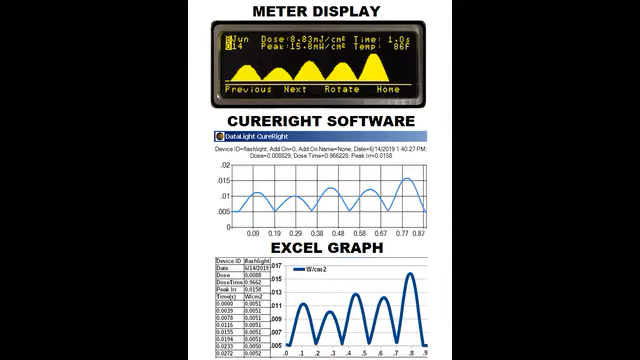 METER DISPLAY
Jun Dose:8.83mJ/cm² Time: 1.0s
14 Peak:15.8mW/cm² Temp: 86F
Previous Next Rotate Home
CURERIGHT SOFTWARE
DataLight CureRight
Device ID=flashlight; Add On=0; Add On Name=None; Date=6/14/2019 1:40:27 PM;
Dose=0.008829; Dose Time=0.966228; Peak Irr=0.0158
.02
.015
.01
.005
0
0.09 0.19 0.29 0.38 0.48 0.58 0.68 0.77 0.87
EXCEL GRAPH
Device ID flashlight
Date 6/14/2019
Dose 0.0088
DoseTime 0.9662
Peak Irr 0.0158
Time(s) W/cm2
0.0000 0.0051
0.0039 0.0051
0.0078 0.0051
0.0116 0.0051
0.0155 0.0051
0.0194 0.0051
0.0233 0.0050
0.0272 0.0052
W/cm2
.017
.015
.013
.011
.009
.007
.005
.0 .1 .2 .3 .4 .5 .6 .7 .8 .9